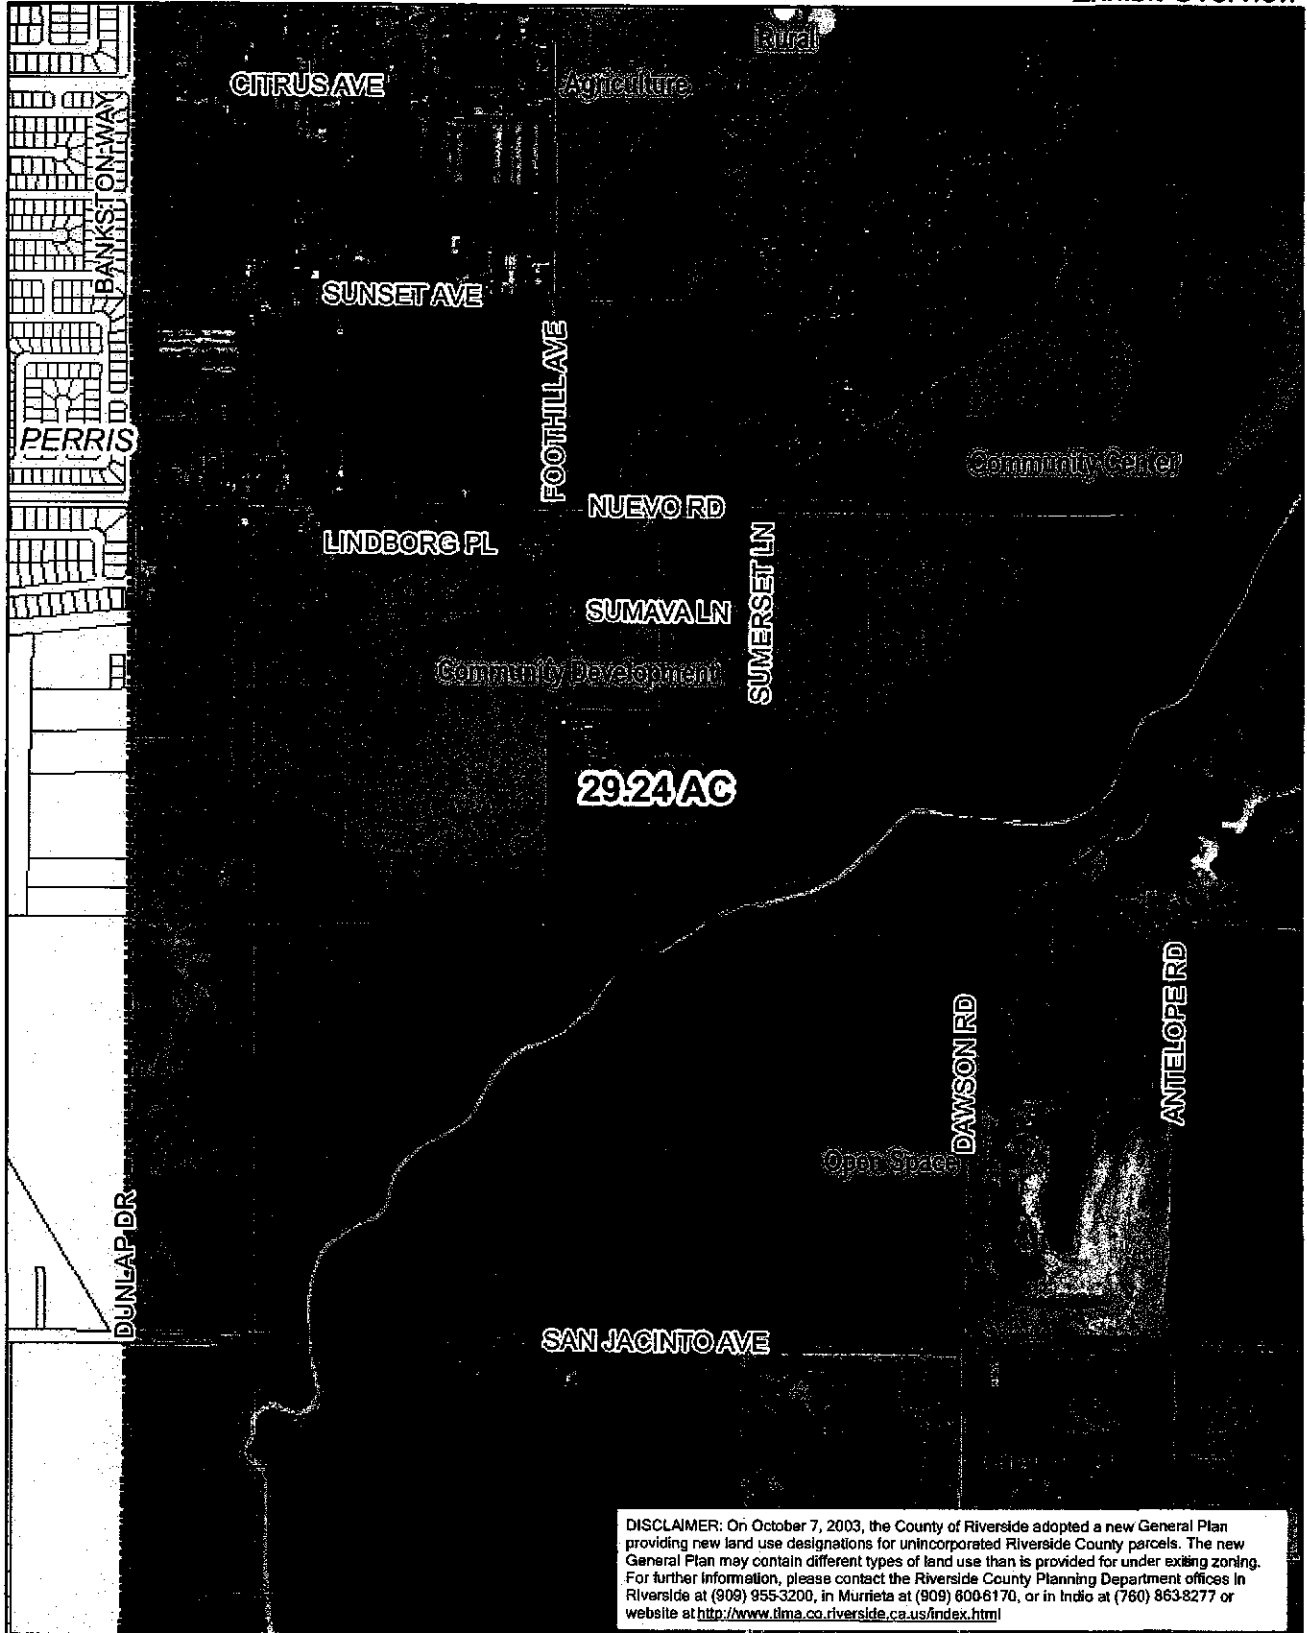 Rural
CITRUS AVE
Agriculture
BANKSTON WAY
SUNSET AVE
FOOTHILL AVE
PERRIS
Community Center
NUEVO RD
LINDBORG PL
SUMERSET LN
SUMAVA LN
Community Development
29.24 AC
DAWSON RD
ANTELOPE RD
Open Space
DUNLAP DR
SAN JACINTO AVE
DISCLAIMER: On October 7, 2003, the County of Riverside adopted a new General Plan
providing new land use designations for unincorporated Riverside County parcels. The new
General Plan may contain different types of land use than is provided for under existing zoning.
For further information, please contact the Riverside County Planning Department offices in
Riverside at (909) 955-3200, in Murrieta at (909) 600-6170, or in Indio at (760) 863-8277 or
website at http://www.tlma.co.riverside.ca.us/index.html